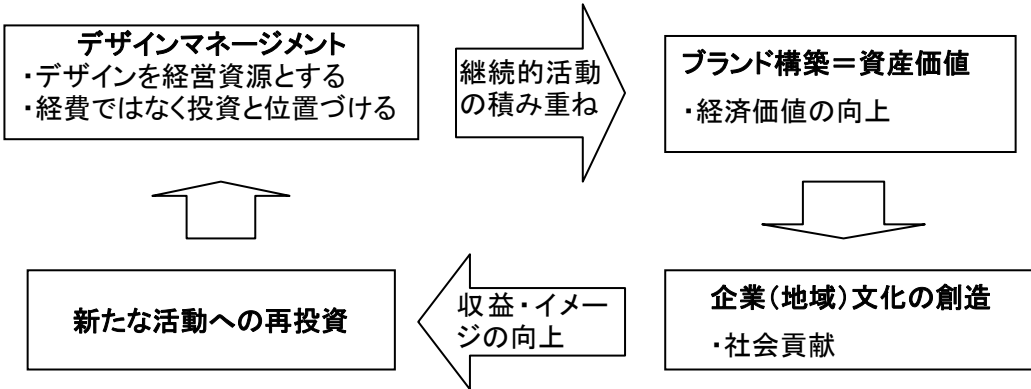 デザインマネージメント
・デザインを経営資源とする
・経費ではなく投資と位置づける
継続的活動
の積み重ね
ブランド構築＝資産価値
・経済価値の向上
企業（地域）文化の創造
・社会貢献
収益・イメー
ジの向上
新たな活動への再投資